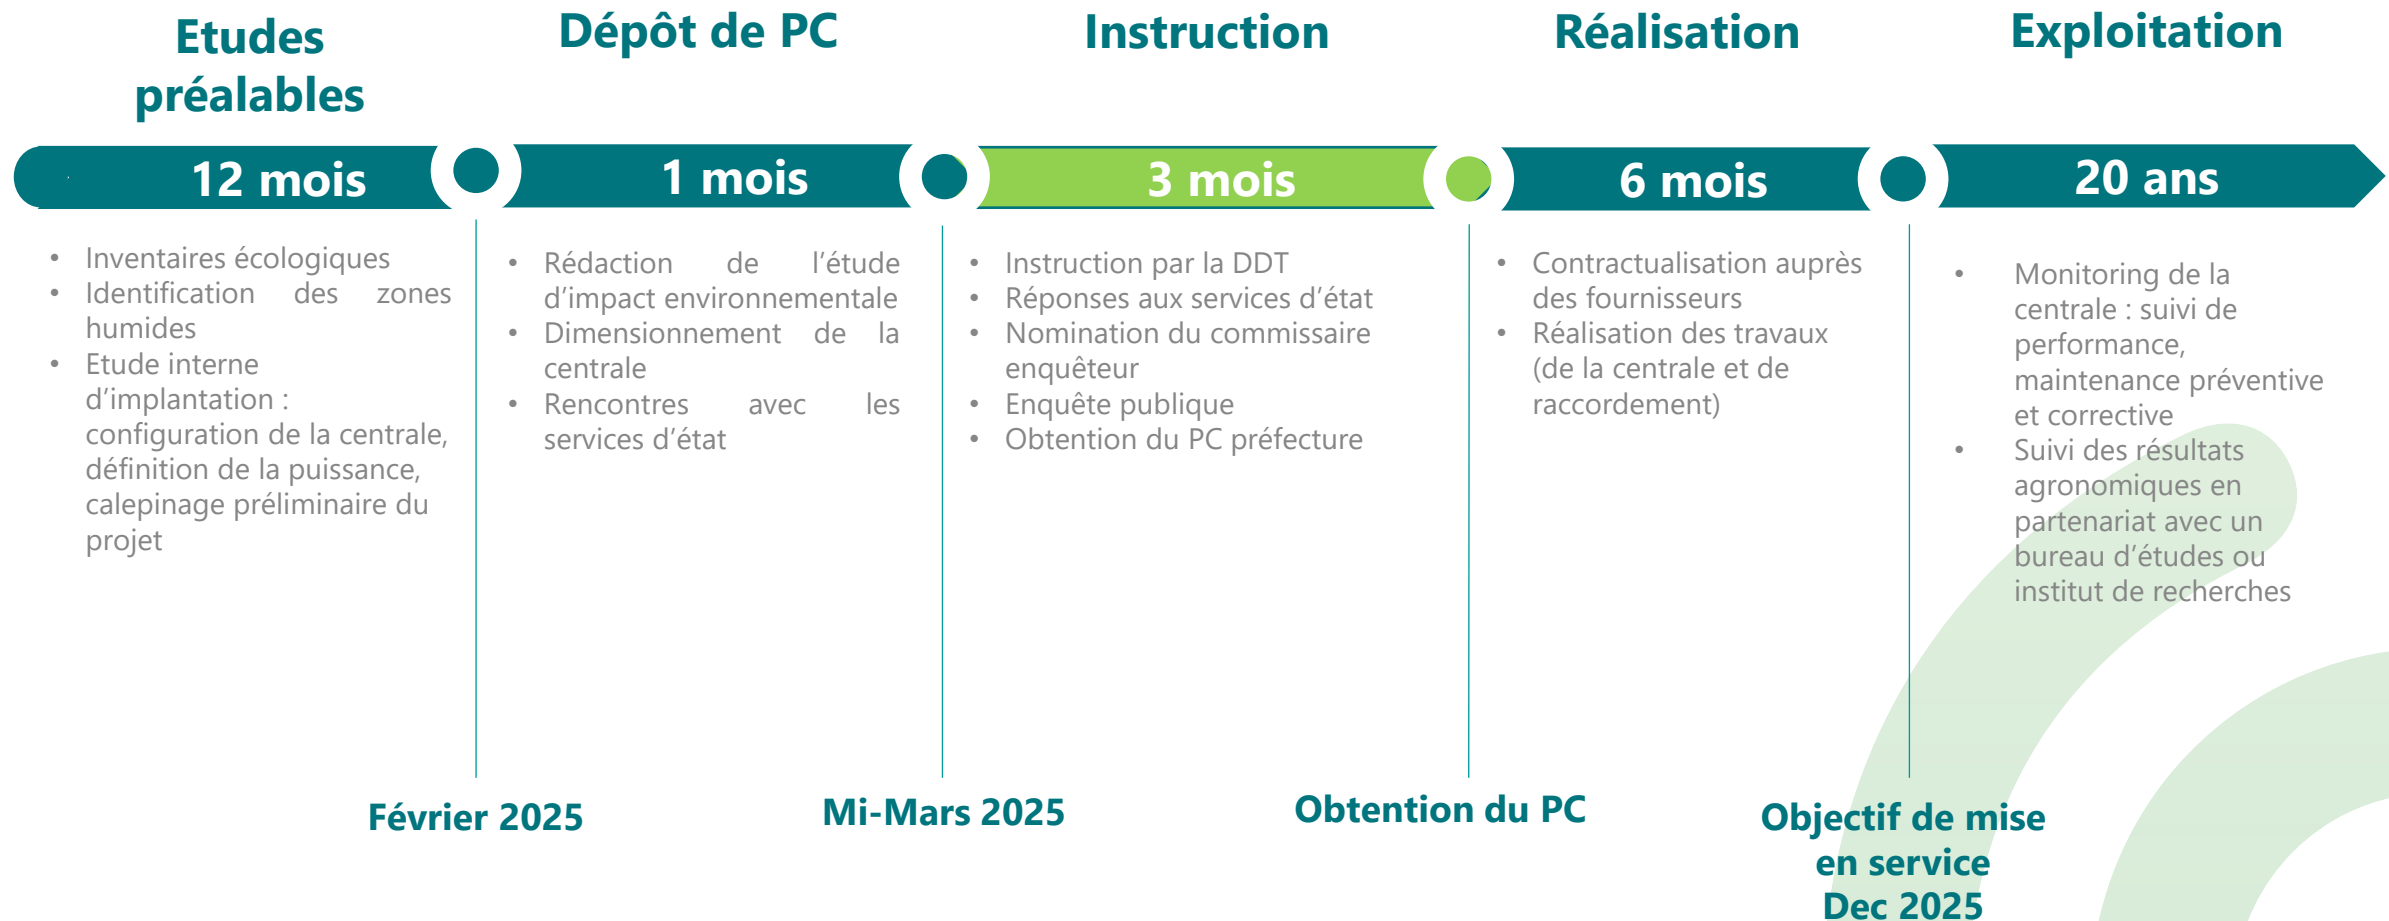 Etudes
préalables
12 mois
• Inventaires écologiques
• Identification des zones
humides
• Etude interne
d’implantation :
configuration de la centrale,
définition de la puissance,
calepinage préliminaire du
projet
Février 2025
Dépôt de PC
1 mois
• Rédaction de l’étude
d’impact environnementale
• Dimensionnement de la
centrale
• Rencontres avec les
services d’état
Mi-Mars 2025
Instruction
3 mois
• Instruction par la DDT
• Réponses aux services d’état
• Nomination du commissaire
enquêteur
• Enquête publique
• Obtention du PC préfecture
Obtention du PC
Réalisation
6 mois
• Contractualisation auprès
des fournisseurs
• Réalisation des travaux
(de la centrale et de
raccordement)
Objectif de mise
en service
Dec 2025
Exploitation
20 ans
• Monitoring de la
centrale : suivi de
performance,
maintenance préventive
et corrective
• Suivi des résultats
agronomiques en
partenariat avec un
bureau d’études ou
institut de recherches